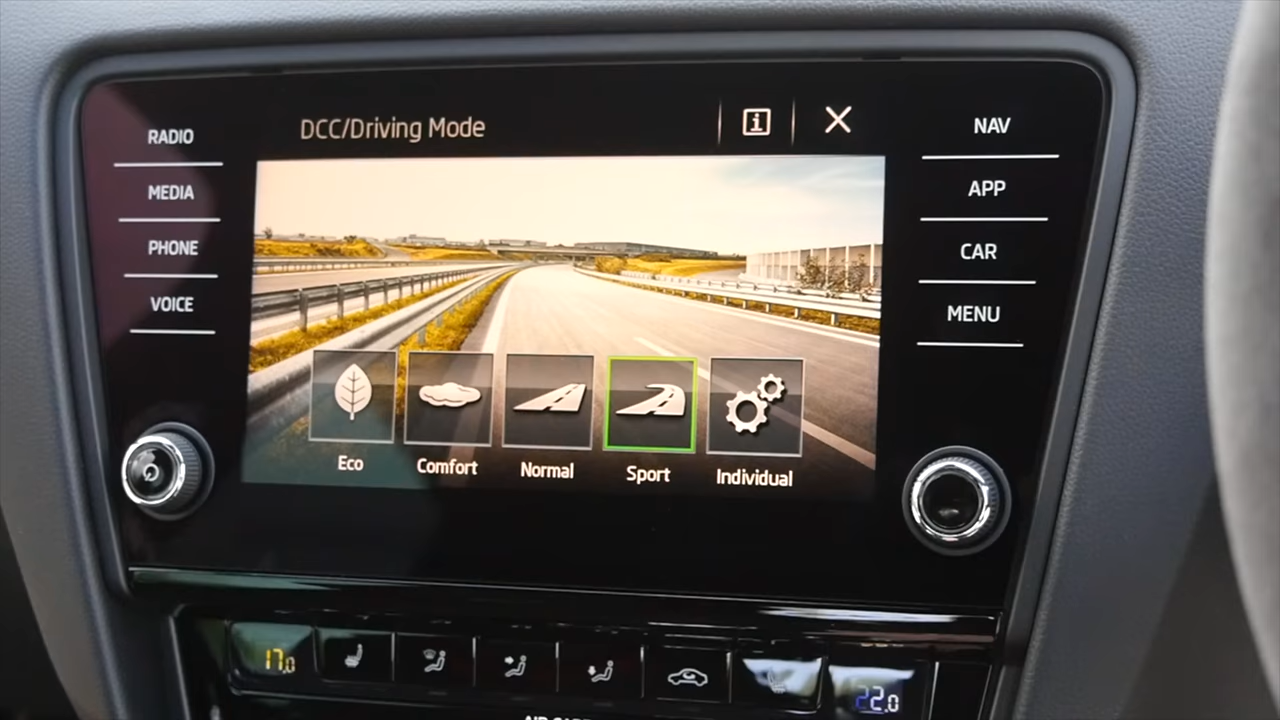 DCC/Driving Mode
RADIO
MEDIA
PHONE
VOICE
NAV
APP
CAR
MENU
Eco
Comfort
Normal
Sport
Individual
17.0
22.0